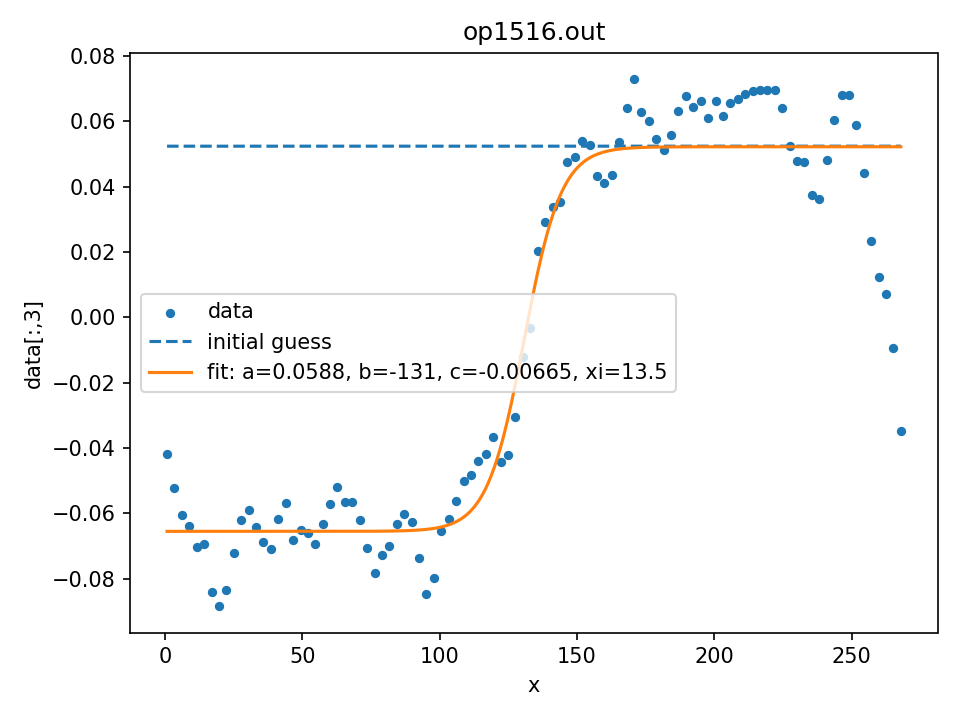 op1516.out
0.08
0.06
0.04
0.02
0.00
−0.02
−0.04
−0.06
−0.08
data[:,3]
data
initial guess
fit: a=0.0588, b=-131, c=-0.00665, xi=13.5
0 50 100 150 200 250
x